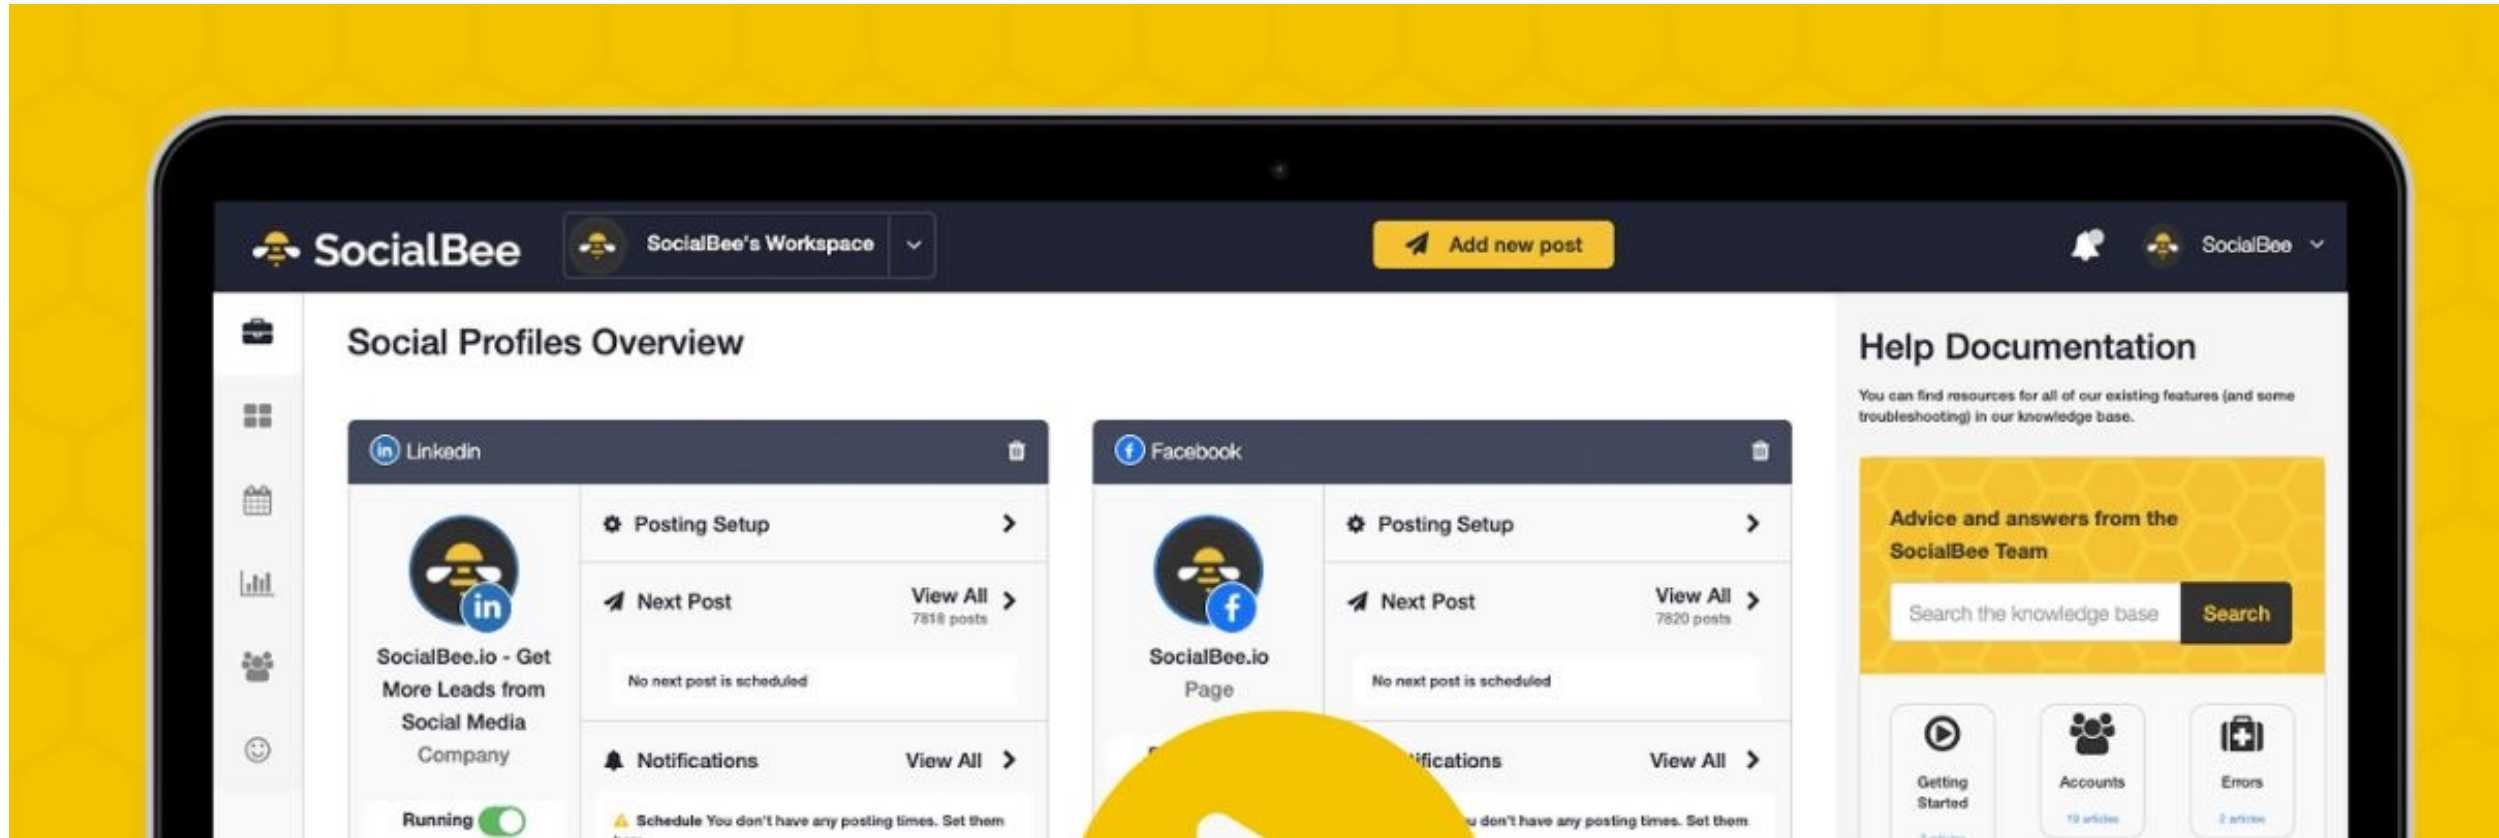 SocialBee
SocialBee's Workspace
Add new post
SocialBee
Social Profiles Overview
Linkedin
SocialBee.io - Get
More Leads from
Social Media
Company
Running
Posting Setup
Next Post
View All
7818 posts
No next post is scheduled
Notifications
View All
Schedule You don't have any posting times. Set them
Facebook
SocialBee.io
Page
Posting Setup
Next Post
View All
7820 posts
No next post is scheduled
View All
don't have any posting times. Set them
Help Documentation
You can find resources for all of our existing features (and some
troubleshooting) in our knowledge base.
Advice and answers from the
SocialBee Team
Search the knowledge base
Search
Getting
Started
Accounts
19 articles
Errors
2 articles